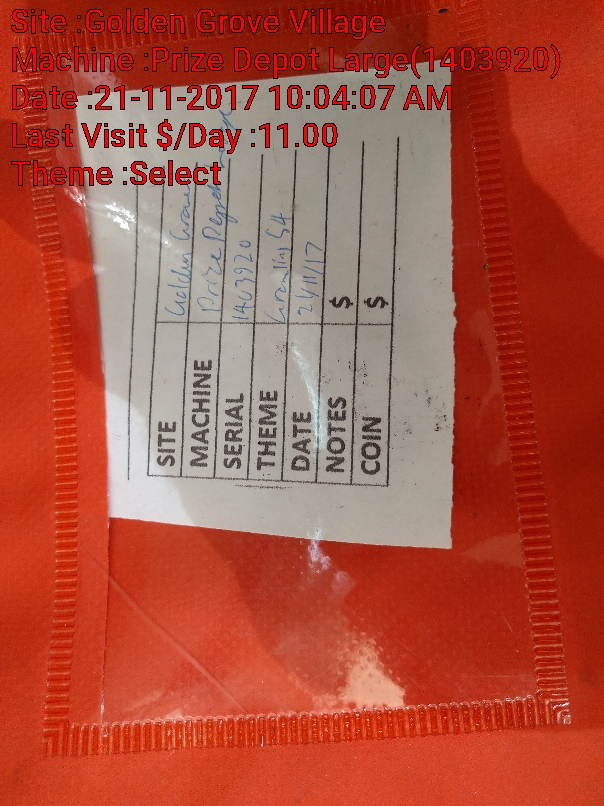 Site :Golden Grove Village
Machine :Prize Depot Large(1403920)
Date :21-11-2017 10:04:07 AM
Last Visit $/Day :11.00
Theme :Select
SITE Golden Grove
MACHINE Prize Depot
SERIAL 1403920
THEME
DATE 21/11/17
NOTES $
COIN $